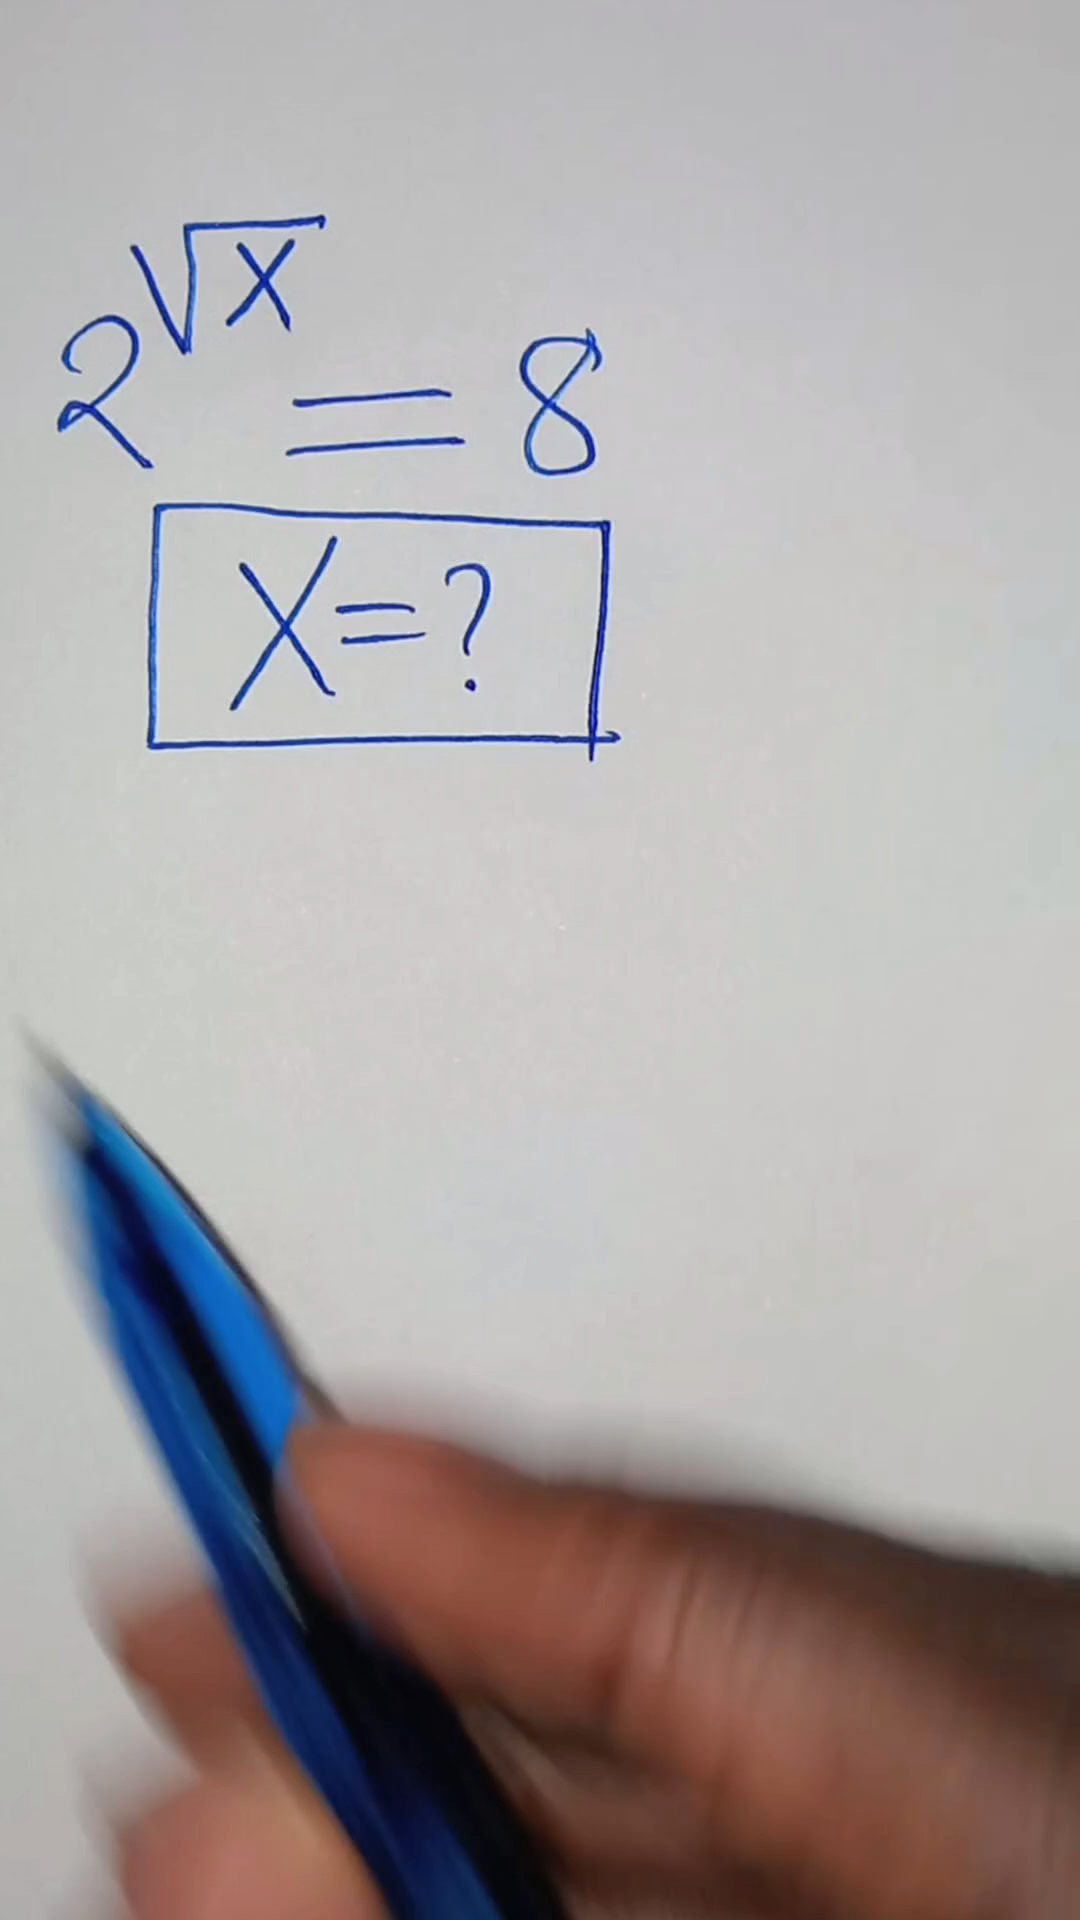 2^√x = 8
X=?